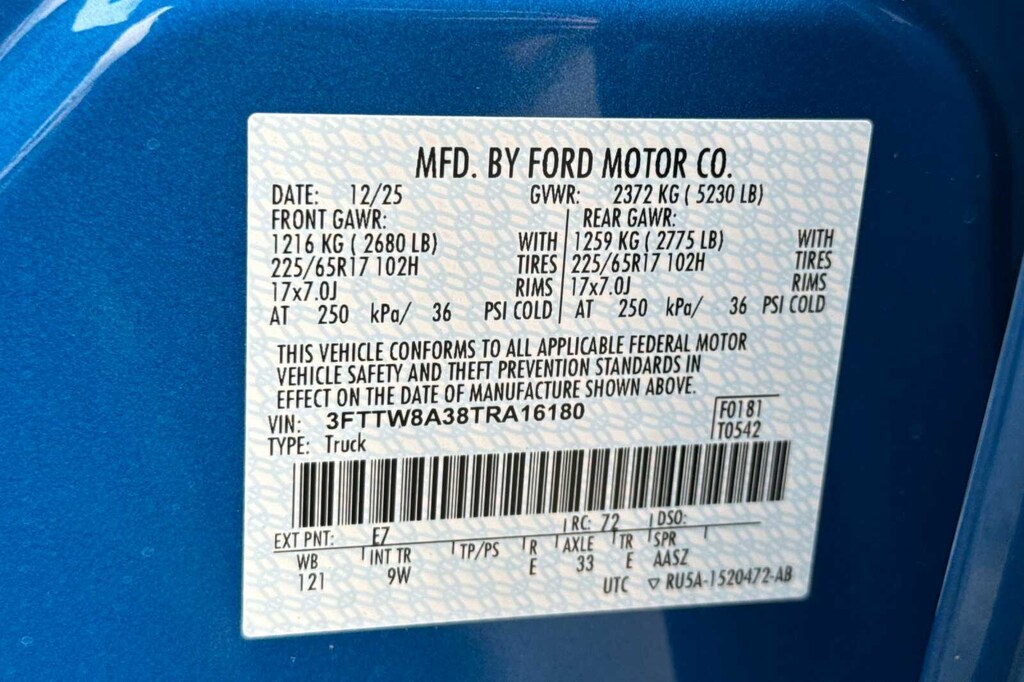 MFD. BY FORD MOTOR CO.
DATE: 12/25 GVWR: 2372 KG ( 5230 LB)
FRONT GAWR: REAR GAWR:
1216 KG ( 2680 LB) WITH 1259 KG ( 2775 LB) WITH
225/65R17 102H TIRES 225/65R17 102H TIRES
17x7.0J RIMS 17x7.0J RIMS
AT 250 kPa/ 36 PSI COLD AT 250 kPa/ 36 PSI COLD
THIS VEHICLE CONFORMS TO ALL APPLICABLE FEDERAL MOTOR
VEHICLE SAFETY AND THEFT PREVENTION STANDARDS IN
EFFECT ON THE DATE OF MANUFACTURE SHOWN ABOVE.
VIN: 3FTTW8A38TRA16180 F0181
TYPE: Truck T0542
EXT PNT: E7 RC: 72 DSO:
WB INT TR TP/PS R AXLE TR SPR
121 9W E 33 E AASZ
UTC ▽ RU5A-1520472-AB